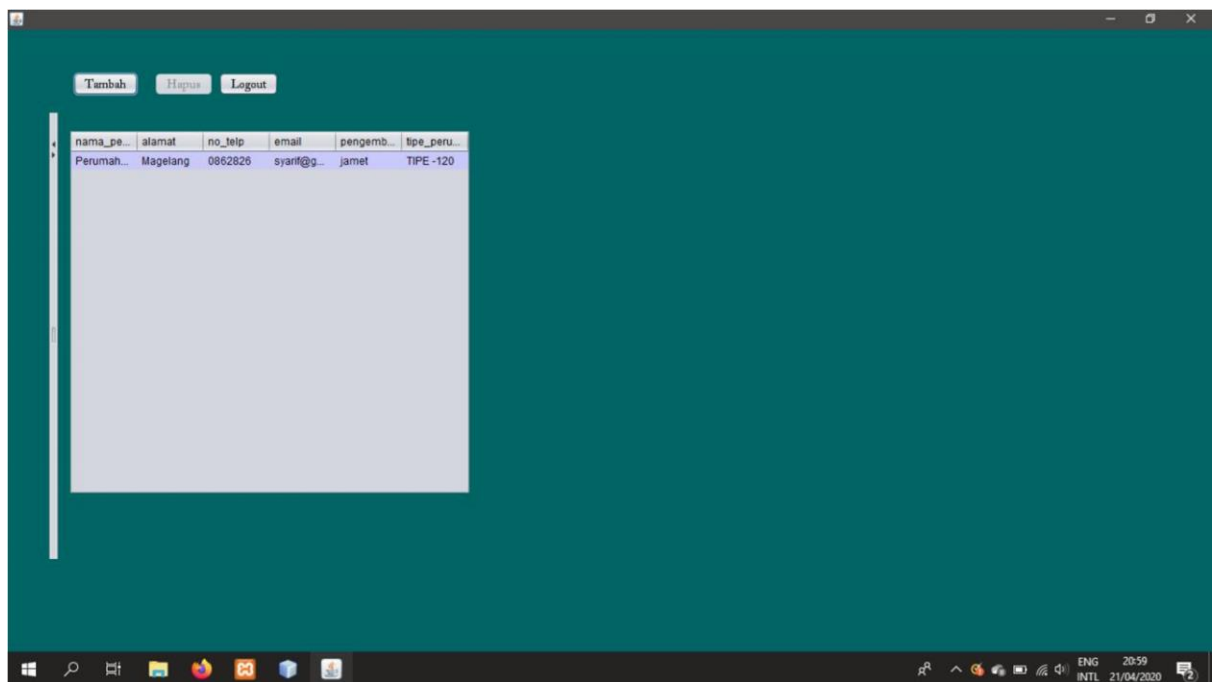 Tambah Hapus Logout
nama_pe... alamat no_telp email pengemb... tipe_peru...
Perumah... Magelang 0862826 syarif@g... jamet TIPE -120
ENG 20:59
INTL 21/04/2020 2